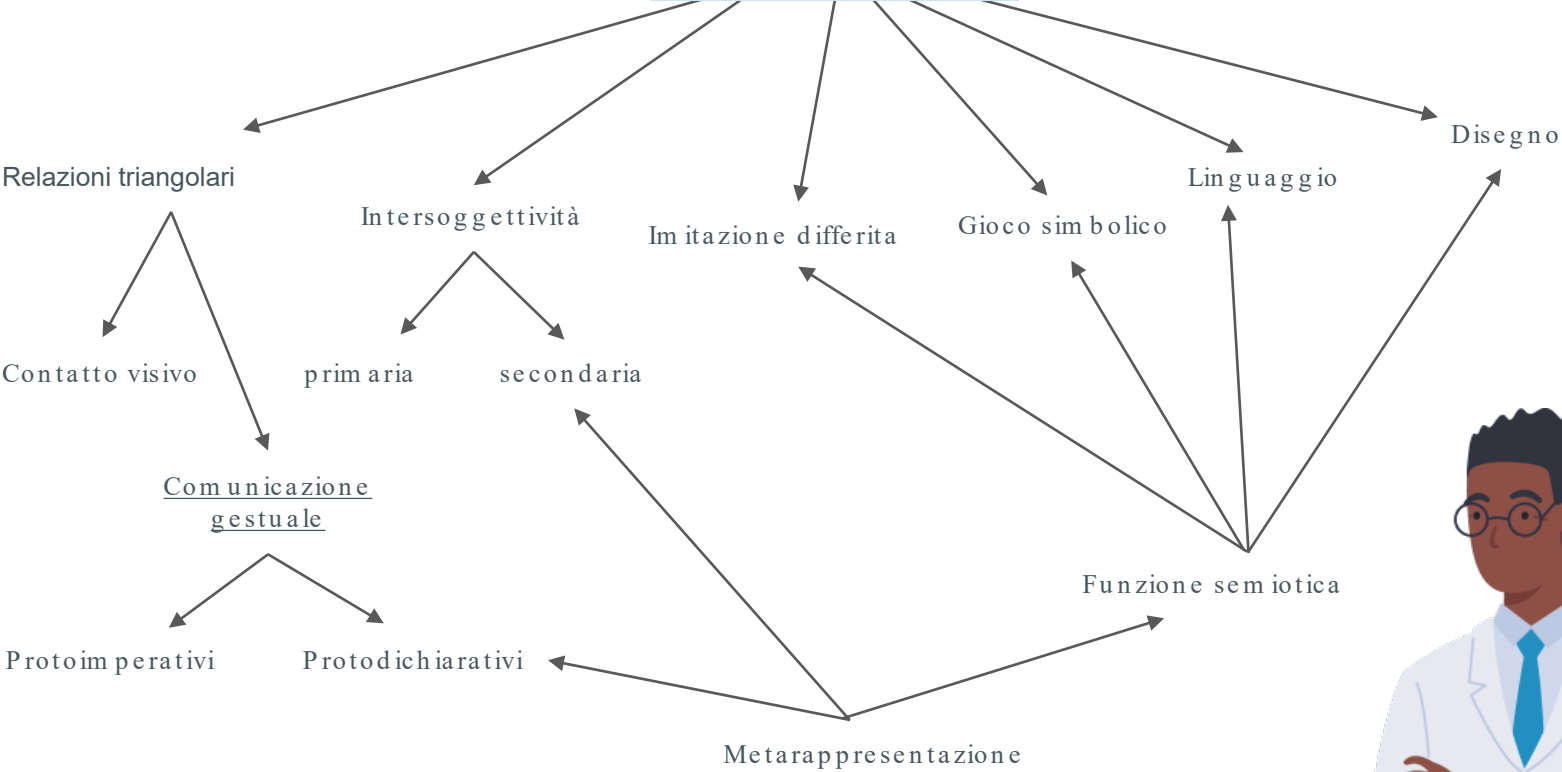 Disegno
Relazioni triangolari
Linguaggio
Intersoggettività
Imitazione differita
Gioco simbolico
Contatto visivo
primaria
secondaria
Comunicazione
gestuale
Funzione semiotica
Protoimperativi
Protodichiarativi
Metarappresentazione